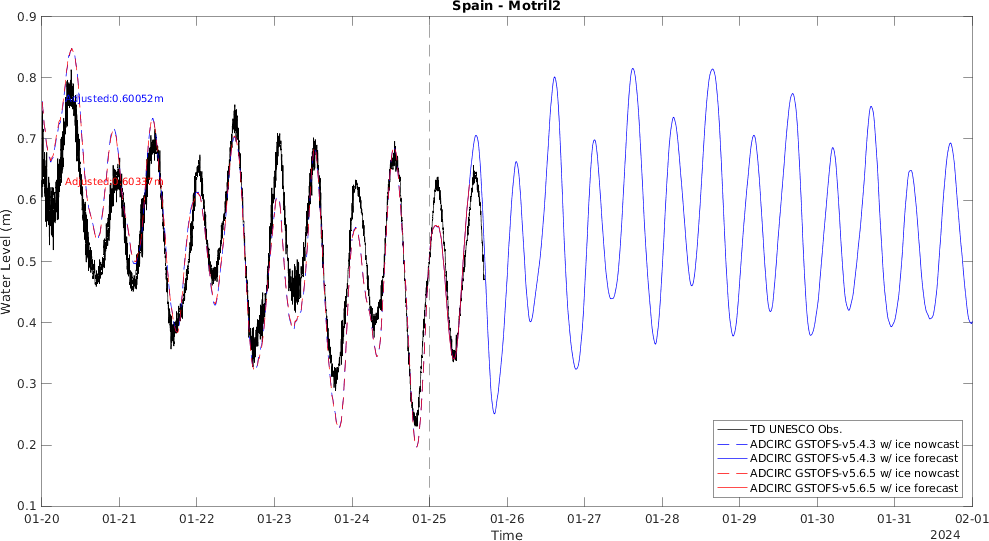 Spain - Motril2
0.9
0.8
0.7
0.6
0.5
0.4
0.3
0.2
0.1
Water Level (m)
Adjusted:0.60052m
Adjusted:0.60337m
TD UNESCO Obs.
ADCIRC GSTOFS-v5.4.3 w/ ice nowcast
ADCIRC GSTOFS-v5.4.3 w/ ice forecast
ADCIRC GSTOFS-v5.6.5 w/ ice nowcast
ADCIRC GSTOFS-v5.6.5 w/ ice forecast
01-20 01-21 01-22 01-23 01-24 01-25 01-26 01-27 01-28 01-29 01-30 01-31 02-01
Time
2024